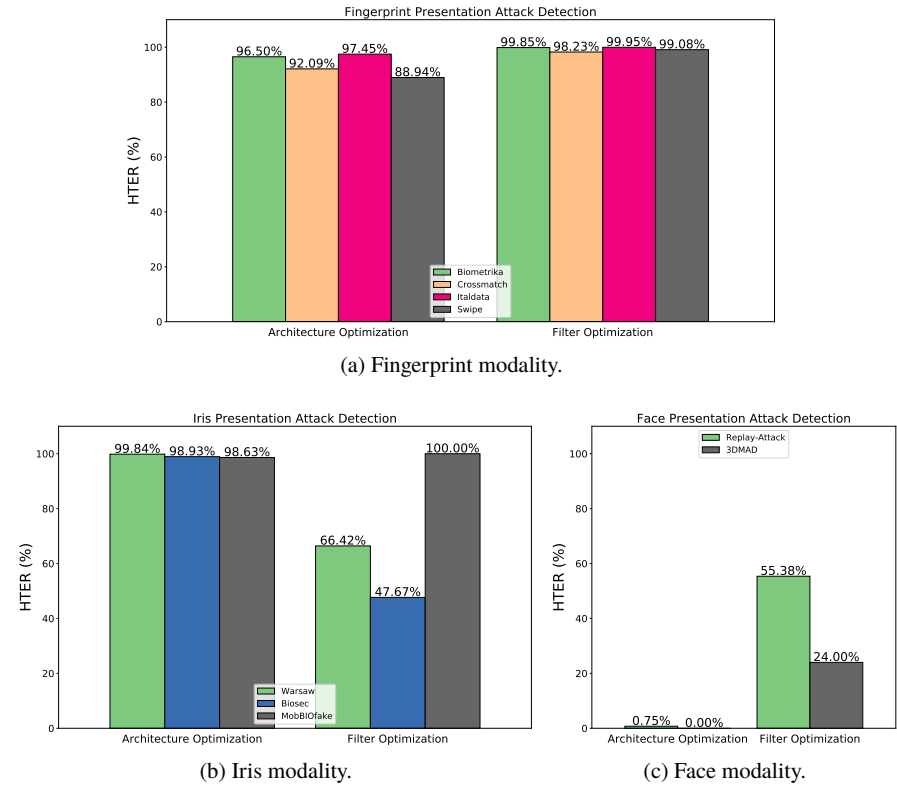 Fingerprint Presentation Attack Detection
HTER (%)
100
80
60
40
20
0
96.50%
92.09%
97.45%
88.94%
99.85%
98.23%
99.95%
99.08%
Biometrika
Crossmatch
Italdata
Swipe
Architecture Optimization
Filter Optimization
(a) Fingerprint modality.
Iris Presentation Attack Detection
HTER (%)
100
80
60
40
20
0
99.84%
98.93%
98.63%
66.42%
47.67%
100.00%
Warsaw
Biosec
MobBIOfake
Architecture Optimization
Filter Optimization
(b) Iris modality.
Face Presentation Attack Detection
Replay-Attack
3DMAD
HTER (%)
100
80
60
40
20
0
0.75%
0.00%
55.38%
24.00%
Architecture Optimization
Filter Optimization
(c) Face modality.